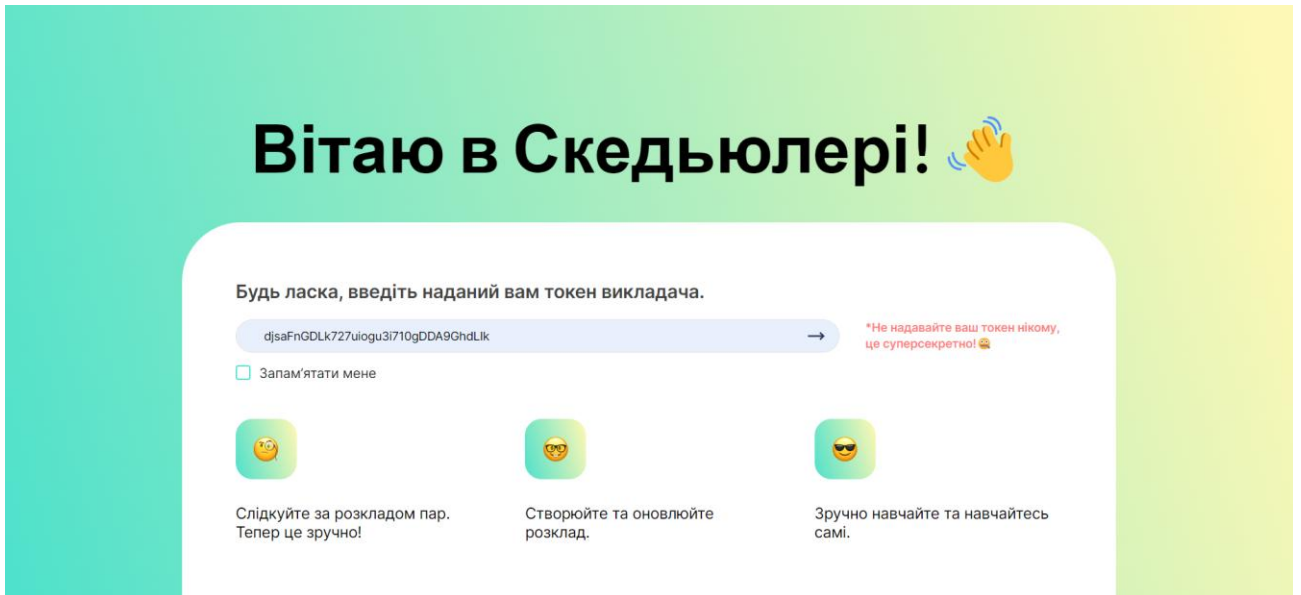 Вітаю в Скедьюлері! 👋
Будь ласка, введіть наданий вам токен викладача.
djsaFnGDLk727uiogu3i710gDDA9GhdLlk →
*Не надавайте ваш токен нікому,
це суперсекретно!🤐
Запам’ятати мене
Слідкуйте за розкладом пар.
Тепер це зручно!
Створюйте та оновлюйте
розклад.
Зручно навчайте та навчайтесь
самі.